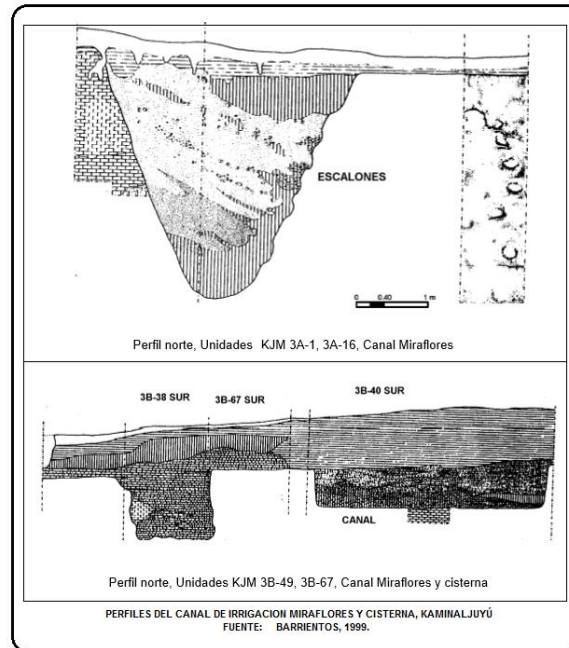 ESCALONES
0 0.40 1 m
Perfil norte, Unidades KJM 3A-1, 3A-16, Canal Miraflores
3B-38 SUR 3B-67 SUR 3B-40 SUR
CANAL
Perfil norte, Unidades KJM 3B-49, 3B-67, Canal Miraflores y cisterna
PERFILES DEL CANAL DE IRRIGACION MIRAFLORES Y CISTERNA, KAMINALJUYÚ
FUENTE: BARRIENTOS, 1999.